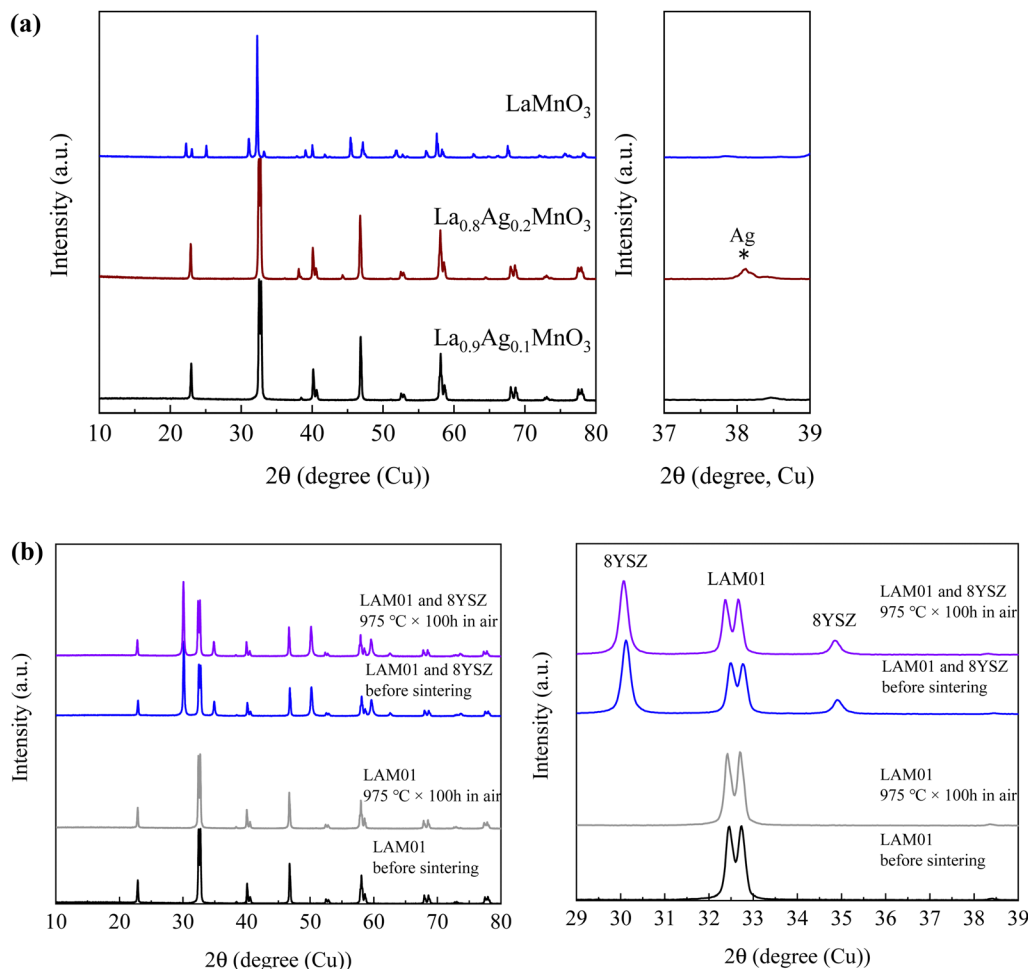 (a)
Intensity (a.u.)
LaMnO₃
La₀.₈Ag₀.₂MnO₃
La₀.₉Ag₀.₁MnO₃
10 20 30 40 50 60 70 80
2θ (degree (Cu))
Intensity (a.u.)
Ag
*
37 38 39
2θ (degree, Cu)
(b)
Intensity (a.u.)
LAM01 and 8YSZ
975 ℃ × 100h in air
LAM01 and 8YSZ
before sintering
LAM01
975 ℃ × 100h in air
LAM01
before sintering
10 20 30 40 50 60 70 80
2θ (degree (Cu))
Intensity (a.u.)
8YSZ
LAM01
8YSZ
LAM01 and 8YSZ
975 ℃ × 100h in air
LAM01 and 8YSZ
before sintering
LAM01
975 ℃ × 100h in air
LAM01
before sintering
29 30 31 32 33 34 35 36 37 38 39
2θ (degree (Cu))